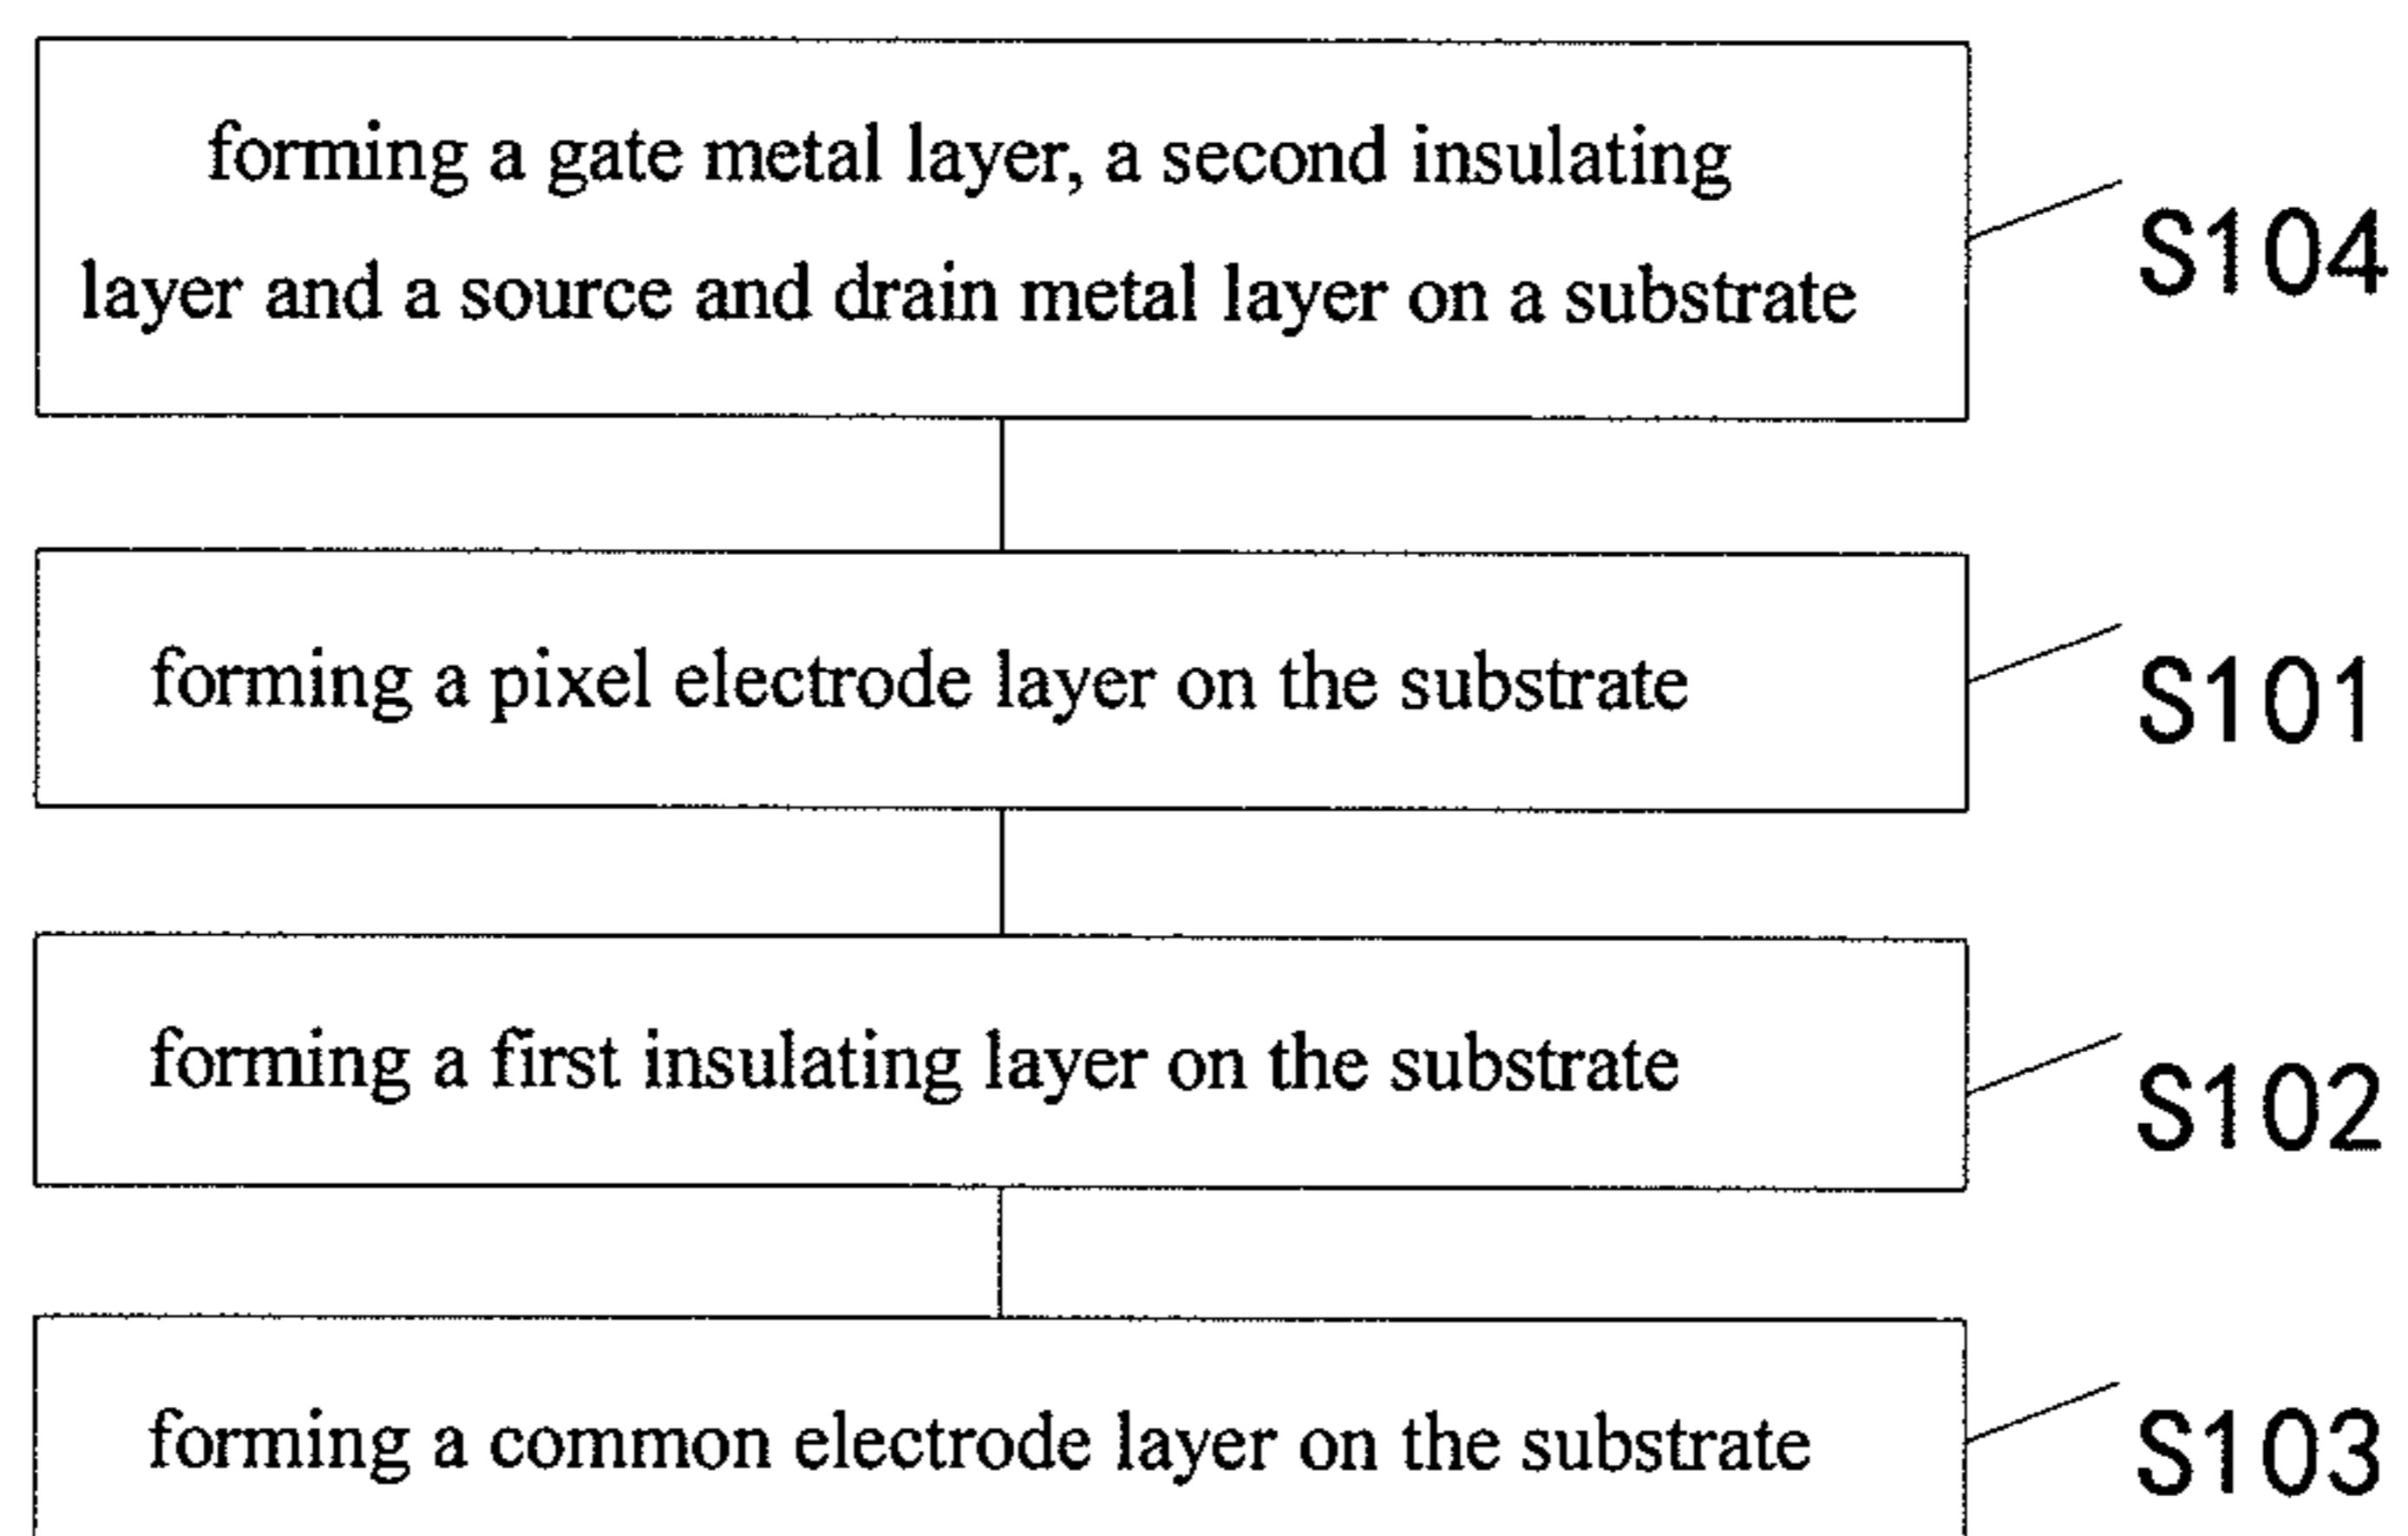 forming a gate metal layer, a second insulating
layer and a source and drain metal layer on a substrate
S104
forming a pixel electrode layer on the substrate
S101
forming a first insulating layer on the substrate
S102
forming a common electrode layer on the substrate
S103